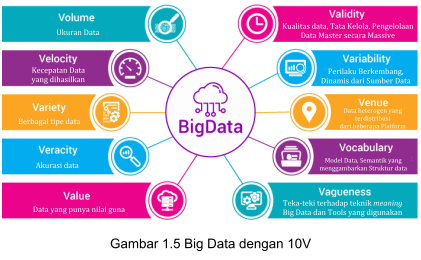 Volume
Ukuran Data
Velocity
Kecepatan Data
yang dihasilkan
Variety
Berbagai tipe data
Veracity
Akurasi data
Value
Data yang punya nilai guna
BigData
Validity
Kualitas data, Tata Kelola, Pengelolaan
Data Master secara Massive
Variability
Perilaku Berkembang,
Dinamis dari Sumber Data
Venue
Data heterogen yang
terdistribusi
dari beberapa Platform
Vocabulary
Model Data, Semantik yang
menggambarkan Struktur data
Vagueness
Teka-teki terhadap teknik meaning
Big Data dan Tools yang digunakan
Gambar 1.5 Big Data dengan 10V